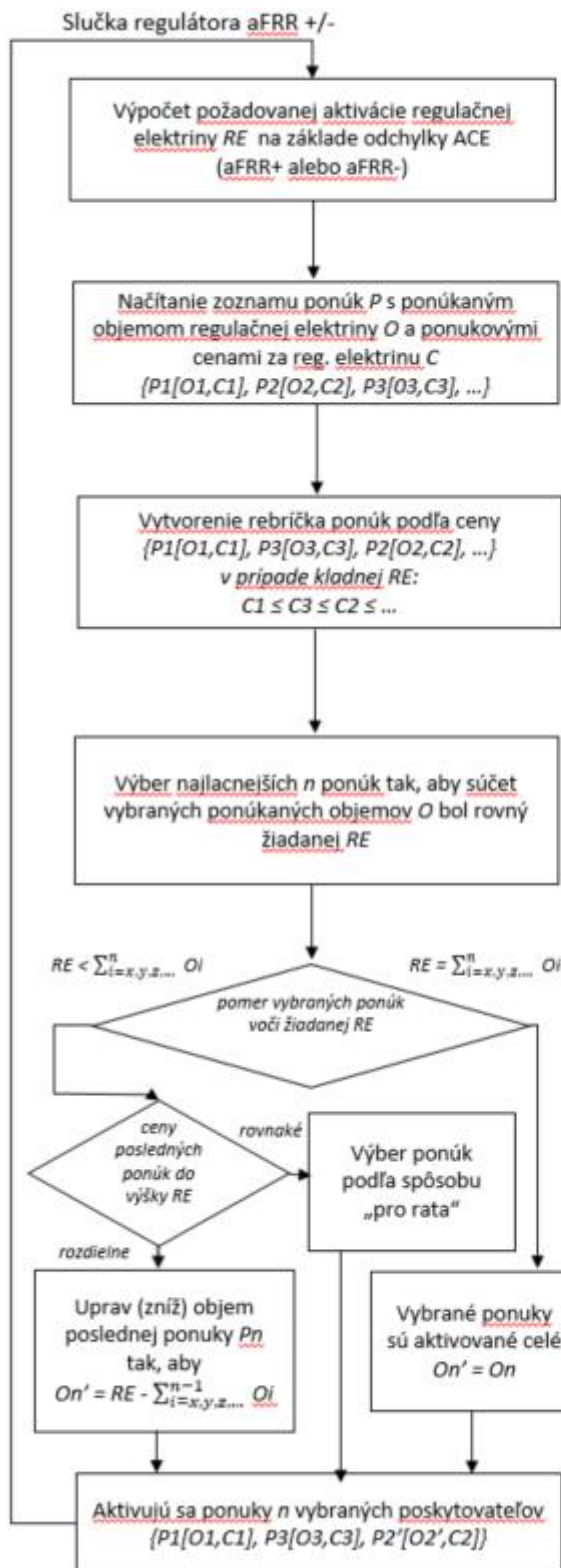 Slučka regulátora aFRR +/-
Výpočet požadovanej aktivácie regulačnej
elektriny RE na základe odchylky ACE
(aFRR+ alebo aFRR-)
Načítanie zoznamu ponúk P s ponúkaným
objemom regulačnej elektriny O a ponukovými
cenami za reg. elektrinu C
{P1[O1,C1], P2[O2,C2], P3[03,C3], ...}
Vytvorenie rebríčka ponúk podľa ceny
{P1[O1,C1], P3[O3,C3], P2[O2,C2], ...}
v prípade kladnej RE:
C1 ≤ C3 ≤ C2 ≤ ...
Výber najlacnejších n ponúk tak, aby súčet
vybraných ponúkaných objemov O bol rovný
žiadanej RE
RE < ∑ⁿᵢ₌ₓ,ᵧ,𝓏,... Oi
RE = ∑ⁿᵢ₌ₓ,ᵧ,𝓏,... Oi
pomer vybraných ponúk
voči žiadanej RE
ceny
posledných
ponúk do
výšky RE
rovnaké
rozdielne
Výber ponúk
podľa spôsobu
„pro rata“
Uprav (zníž) objem
poslednej ponuky Pn
tak, aby
On’ = RE - ∑ⁿ⁻¹ᵢ₌ₓ,ᵧ,𝓏,... Oi
Vybrané ponuky
sú aktivované celé
On’ = On
Aktivujú sa ponuky n vybraných poskytovateľov
{P1[O1,C1], P3[O3,C3], P2’[O2’,C2]}